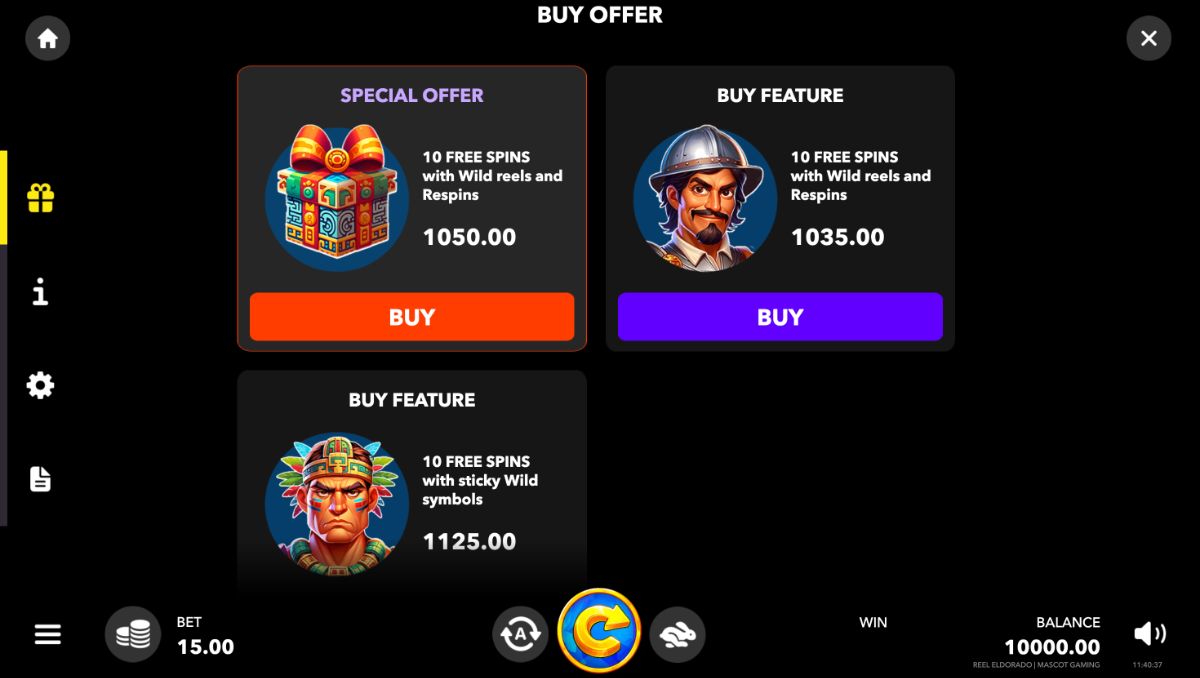 BUY OFFER
SPECIAL OFFER
10 FREE SPINS
with Wild reels and
Respins
1050.00
BUY
BUY FEATURE
10 FREE SPINS
with Wild reels and
Respins
1035.00
BUY
BUY FEATURE
10 FREE SPINS
with sticky Wild
symbols
1125.00
BET
15.00
A
WIN
BALANCE
10000.00
REEL ELDORADO | MASCOT GAMING
11:40:37